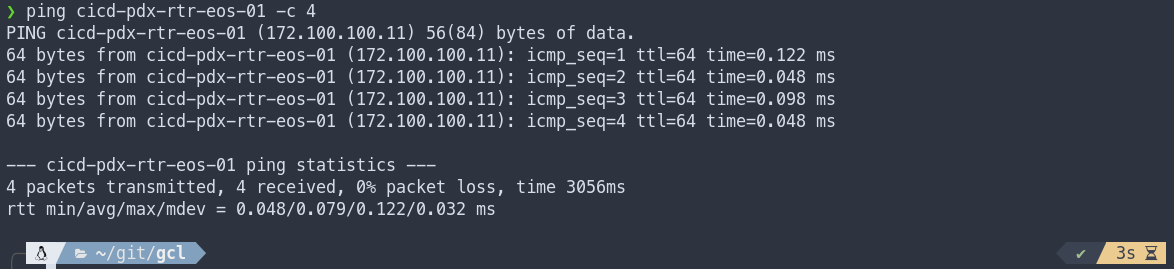 ❯ ping cicd-pdx-rtr-eos-01 -c 4
PING cicd-pdx-rtr-eos-01 (172.100.100.11) 56(84) bytes of data.
64 bytes from cicd-pdx-rtr-eos-01 (172.100.100.11): icmp_seq=1 ttl=64 time=0.122 ms
64 bytes from cicd-pdx-rtr-eos-01 (172.100.100.11): icmp_seq=2 ttl=64 time=0.048 ms
64 bytes from cicd-pdx-rtr-eos-01 (172.100.100.11): icmp_seq=3 ttl=64 time=0.098 ms
64 bytes from cicd-pdx-rtr-eos-01 (172.100.100.11): icmp_seq=4 ttl=64 time=0.048 ms
--- cicd-pdx-rtr-eos-01 ping statistics ---
4 packets transmitted, 4 received, 0% packet loss, time 3056ms
rtt min/avg/max/mdev = 0.048/0.079/0.122/0.032 ms
~/git/gcl ✔ 3s